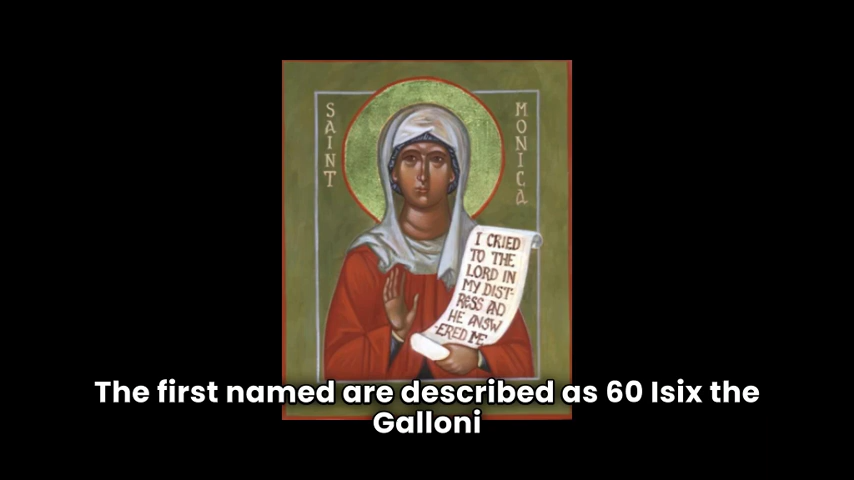 SAINT
MONICA
I CRIED
TO THE
LORD IN
MY DIST-
RESS AND
HE ANSW
-ERED ME
The first named are described as 60 Isix the
Galloni